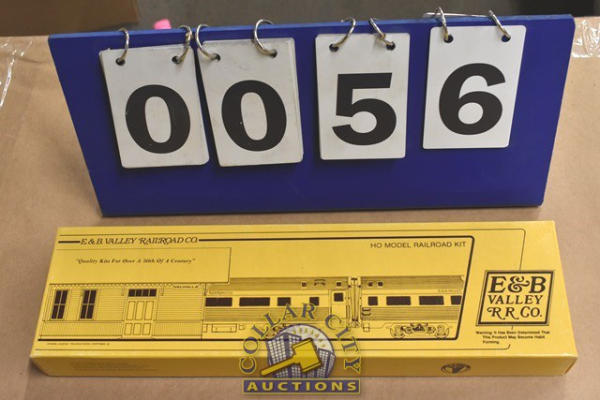 0056
E & B VALLEY RAILROAD CO.
HO MODEL RAILROAD KIT
"Quality Kits For Over A 50th Of A Century"
E&B
VALLEY
R.R. CO.
Warning: It Has Been Determined That
This Product May Become Habit
Forming.
COLLAR CITY
AUCTIONS